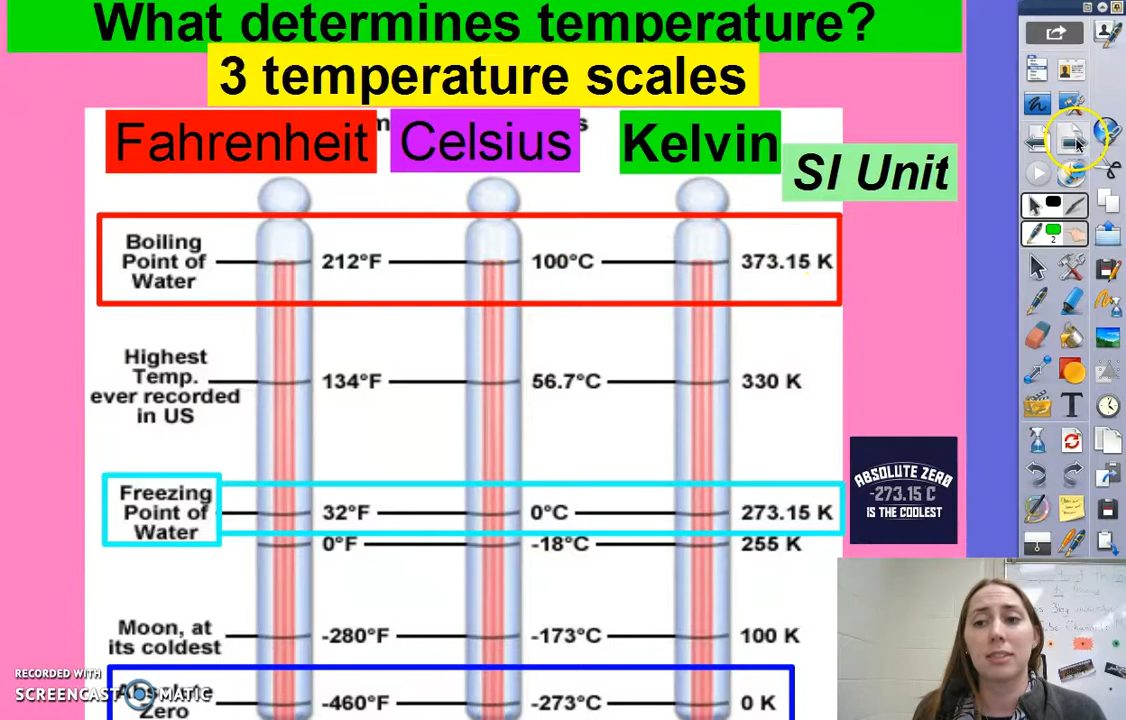 What determines temperature?
3 temperature scales
Fahrenheit Celsius Kelvin
SI Unit
Boiling
Point of
Water
212°F 100°C 373.15 K
Highest
Temp.
ever recorded
in US
134°F 56.7°C 330 K
Freezing
Point of
Water
32°F 0°C 273.15 K
0°F -18°C 255 K
Moon, at
its coldest
-280°F -173°C 100 K
Zero
-460°F -273°C 0 K
ABSOLUTE ZERO
-273.15 C
IS THE COOLEST
RECORDED WITH
SCREENCAST MATIC
2
T